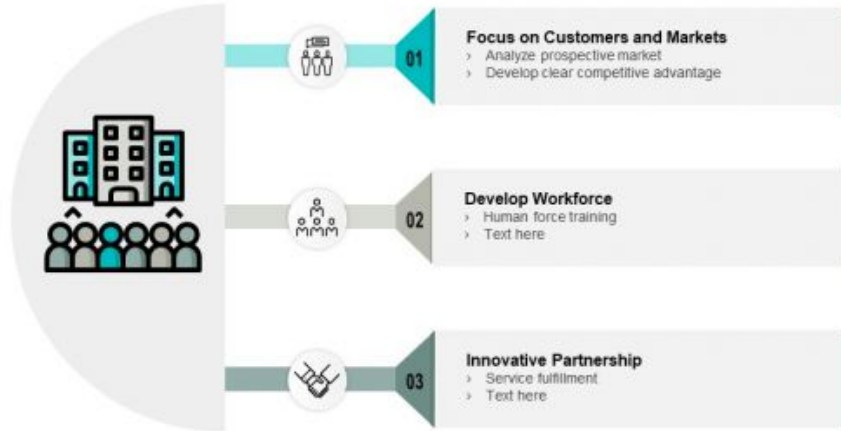 01
Focus on Customers and Markets
› Analyze prospective market
› Develop clear competitive advantage
02
Develop Workforce
› Human force training
› Text here
03
Innovative Partnership
› Service fulfillment
› Text here